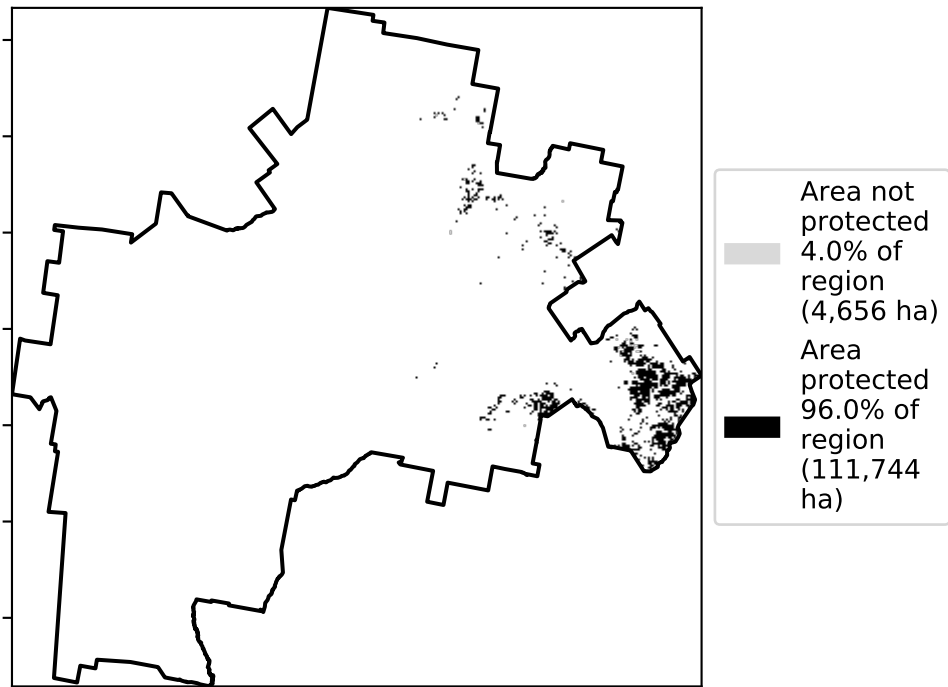 Area not
protected
4.0% of
region
(4,656 ha)
Area
protected
96.0% of
region
(111,744
ha)